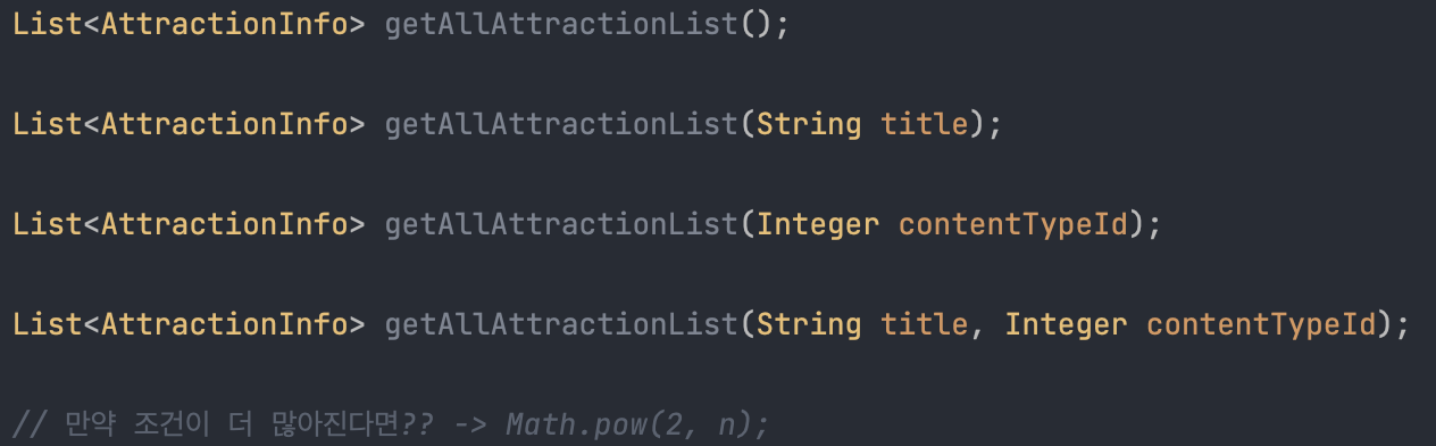 List<AttractionInfo> getAllAttractionList();
List<AttractionInfo> getAllAttractionList(String title);
List<AttractionInfo> getAllAttractionList(Integer contentTypeId);
List<AttractionInfo> getAllAttractionList(String title, Integer contentTypeId);
// 만약 조건이 더 많아진다면?? -> Math.pow(2, n);